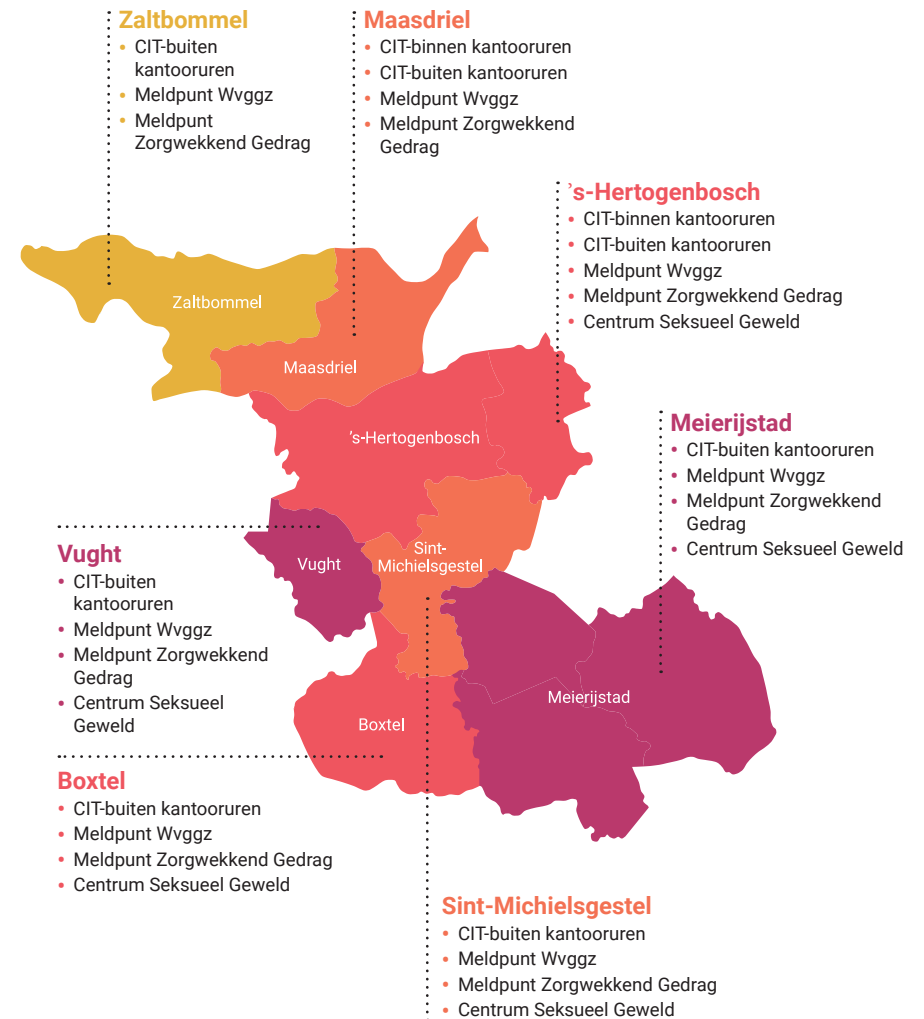 Zaltbommel
• CIT-buiten
kantooruren
• Meldpunt Wvggz
• Meldpunt
Zorgwekkend Gedrag
Maasdriel
• CIT-binnen kantooruren
• CIT-buiten kantooruren
• Meldpunt Wvggz
• Meldpunt Zorgwekkend
Gedrag
's-Hertogenbosch
• CIT-binnen kantooruren
• CIT-buiten kantooruren
• Meldpunt Wvggz
• Meldpunt Zorgwekkend Gedrag
• Centrum Seksueel Geweld
Zaltbommel
Maasdriel
's-Hertogenbosch
Meierijstad
• CIT-buiten kantooruren
• Meldpunt Wvggz
• Meldpunt Zorgwekkend
Gedrag
• Centrum Seksueel Geweld
Vught
• CIT-buiten
kantooruren
• Meldpunt Wvggz
• Meldpunt Zorgwekkend
Gedrag
• Centrum Seksueel
Geweld
Vught
Sint-
Michielsgestel
Meierijstad
Boxtel
Boxtel
• CIT-buiten kantooruren
• Meldpunt Wvggz
• Meldpunt Zorgwekkend Gedrag
• Centrum Seksueel Geweld
Sint-Michielsgestel
• CIT-buiten kantooruren
• Meldpunt Wvggz
• Meldpunt Zorgwekkend Gedrag
• Centrum Seksueel Geweld